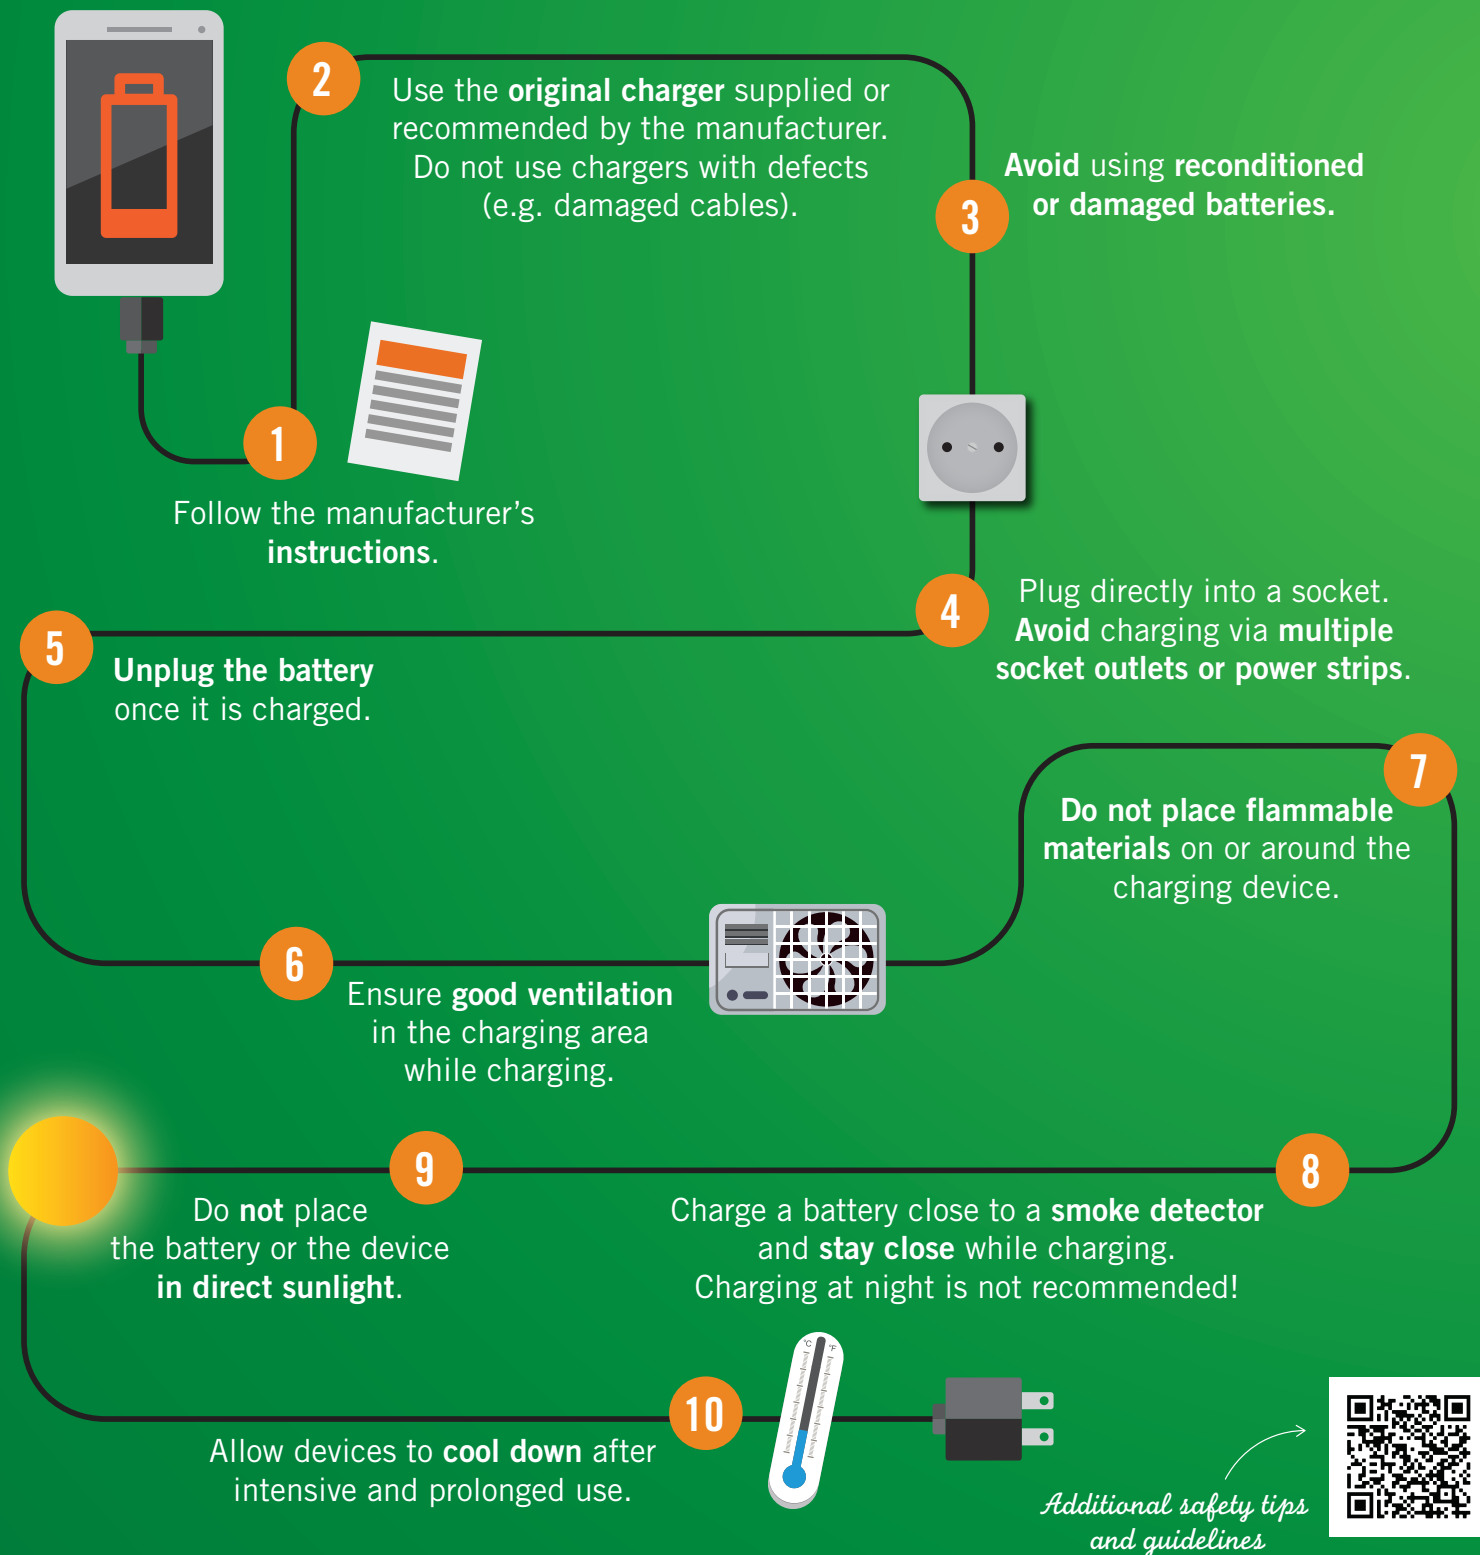 1
Follow the manufacturer's
instructions.
2
Use the original charger supplied or
recommended by the manufacturer.
Do not use chargers with defects
(e.g. damaged cables).
3
Avoid using reconditioned
or damaged batteries.
4
Plug directly into a socket.
Avoid charging via multiple
socket outlets or power strips.
5
Unplug the battery
once it is charged.
6
Ensure good ventilation
in the charging area
while charging.
7
Do not place flammable
materials on or around the
charging device.
8
Charge a battery close to a smoke detector
and stay close while charging.
Charging at night is not recommended!
9
Do not place
the battery or the device
in direct sunlight.
10
Allow devices to cool down after
intensive and prolonged use.
°C °F
Additional safety tips
and guidelines